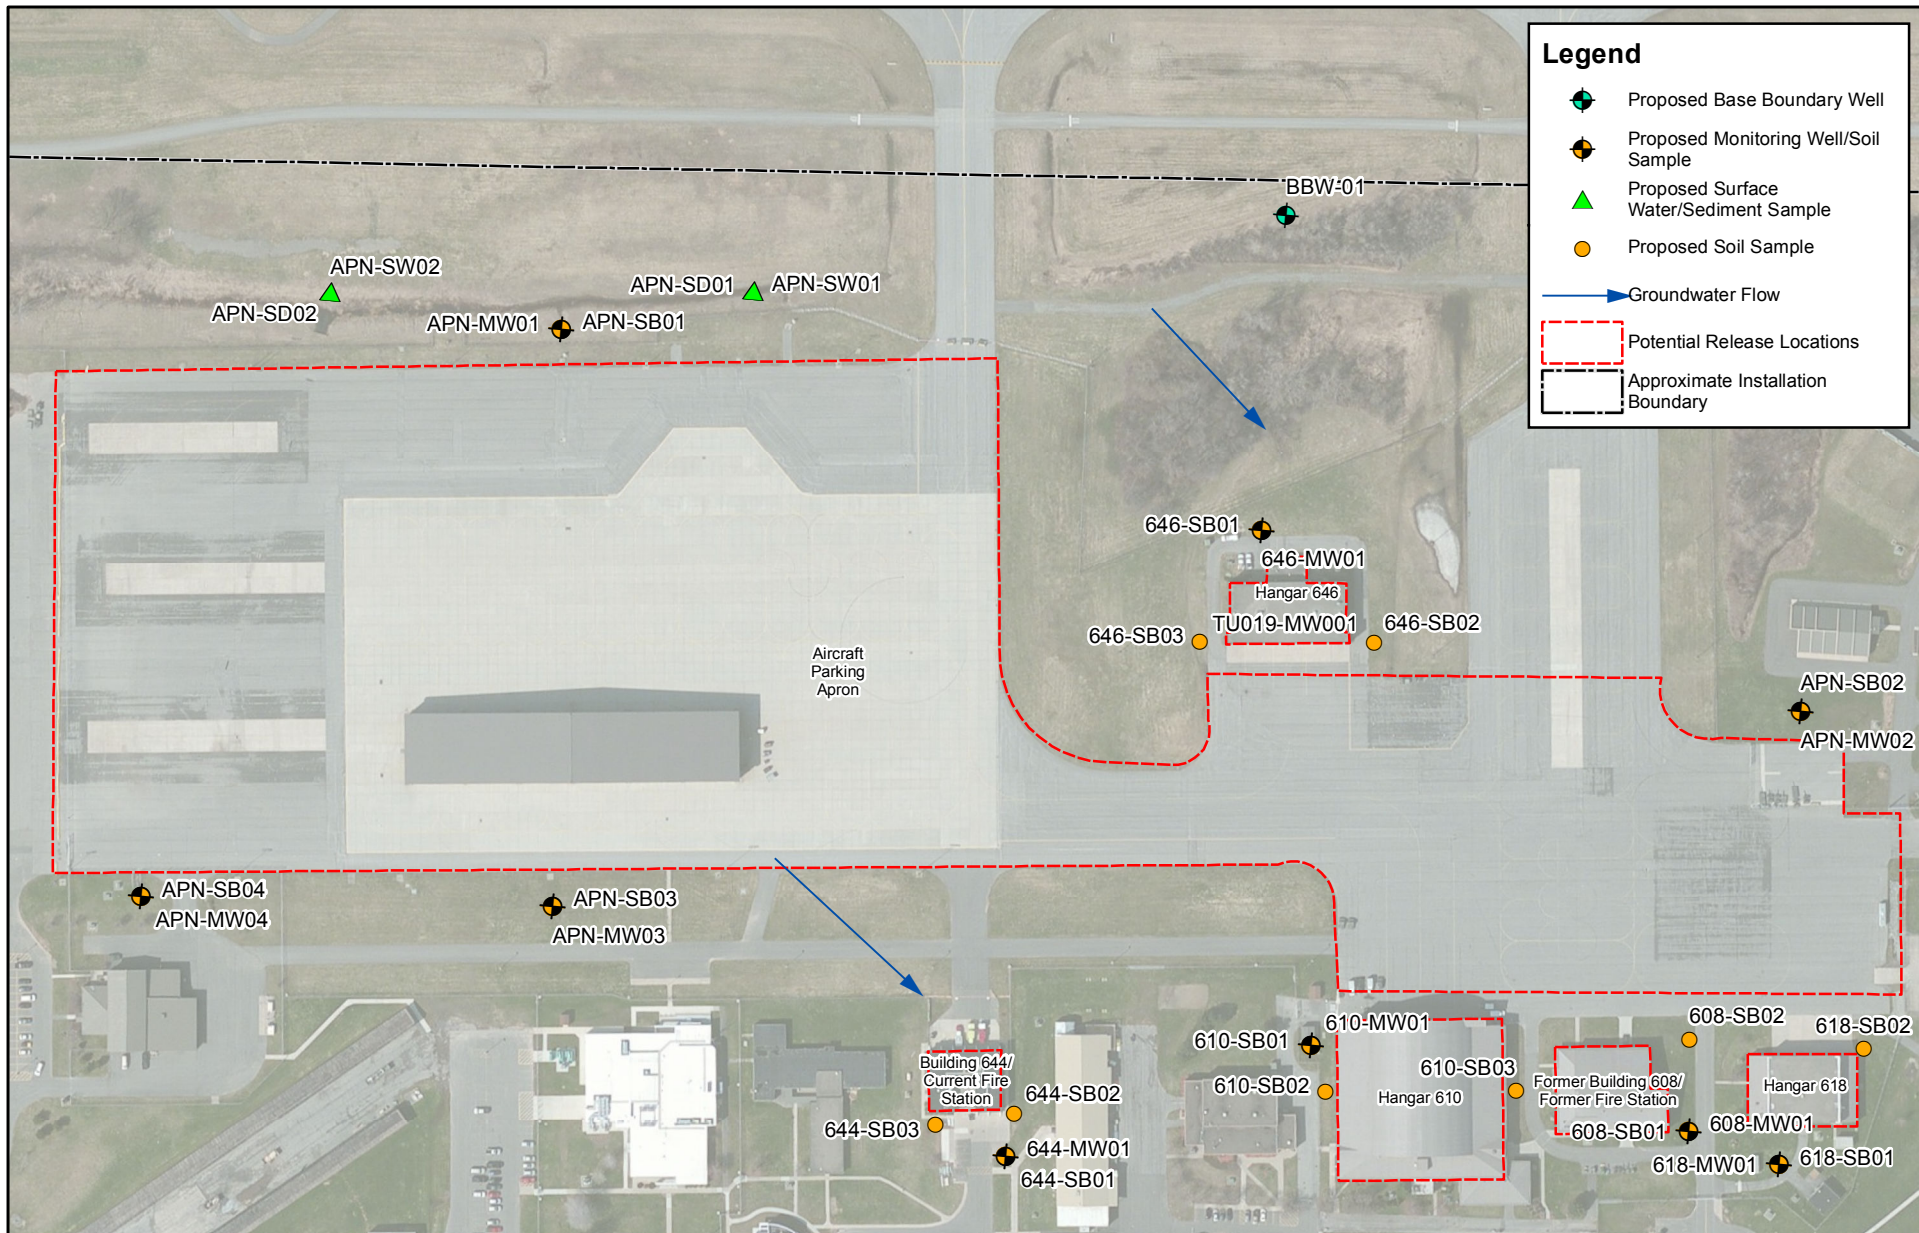 Legend
Proposed Base Boundary Well
Proposed Monitoring Well/Soil
Sample
Proposed Surface
Water/Sediment Sample
Proposed Soil Sample
Groundwater Flow
Potential Release Locations
Approximate Installation
Boundary
BBW-01
APN-SW02
APN-SD02
APN-SD01
APN-SW01
APN-MW01
APN-SB01
646-SB01
646-MW01
Hangar 646
TU019-MW001
646-SB03
646-SB02
Aircraft
Parking
Apron
APN-SB02
APN-MW02
APN-SB04
APN-MW04
APN-SB03
APN-MW03
610-SB01
610-MW01
610-SB02
610-SB03
Hangar 610
608-SB02
618-SB02
Building 644/
Current Fire
Station
644-SB02
644-SB03
644-MW01
644-SB01
Former Building 608/
Former Fire Station
Hangar 618
608-SB01
608-MW01
618-MW01
618-SB01